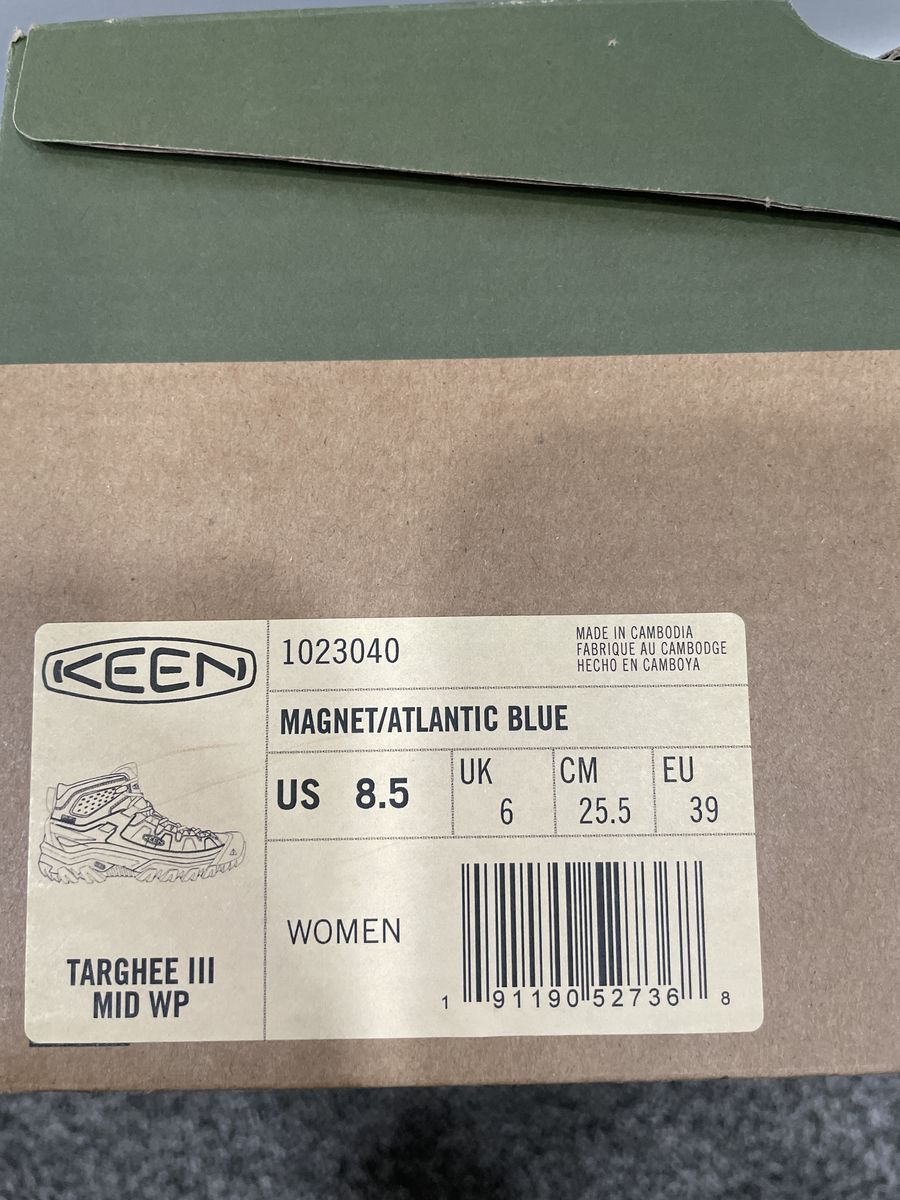 KEEN
1023040
MADE IN CAMBODIA
FABRIQUE AU CAMBODGE
HECHO EN CAMBOYA
MAGNET/ATLANTIC BLUE
US 8.5
UK 6
CM 25.5
EU 39
WOMEN
TARGHEE III
MID WP
1 91190 52736 8